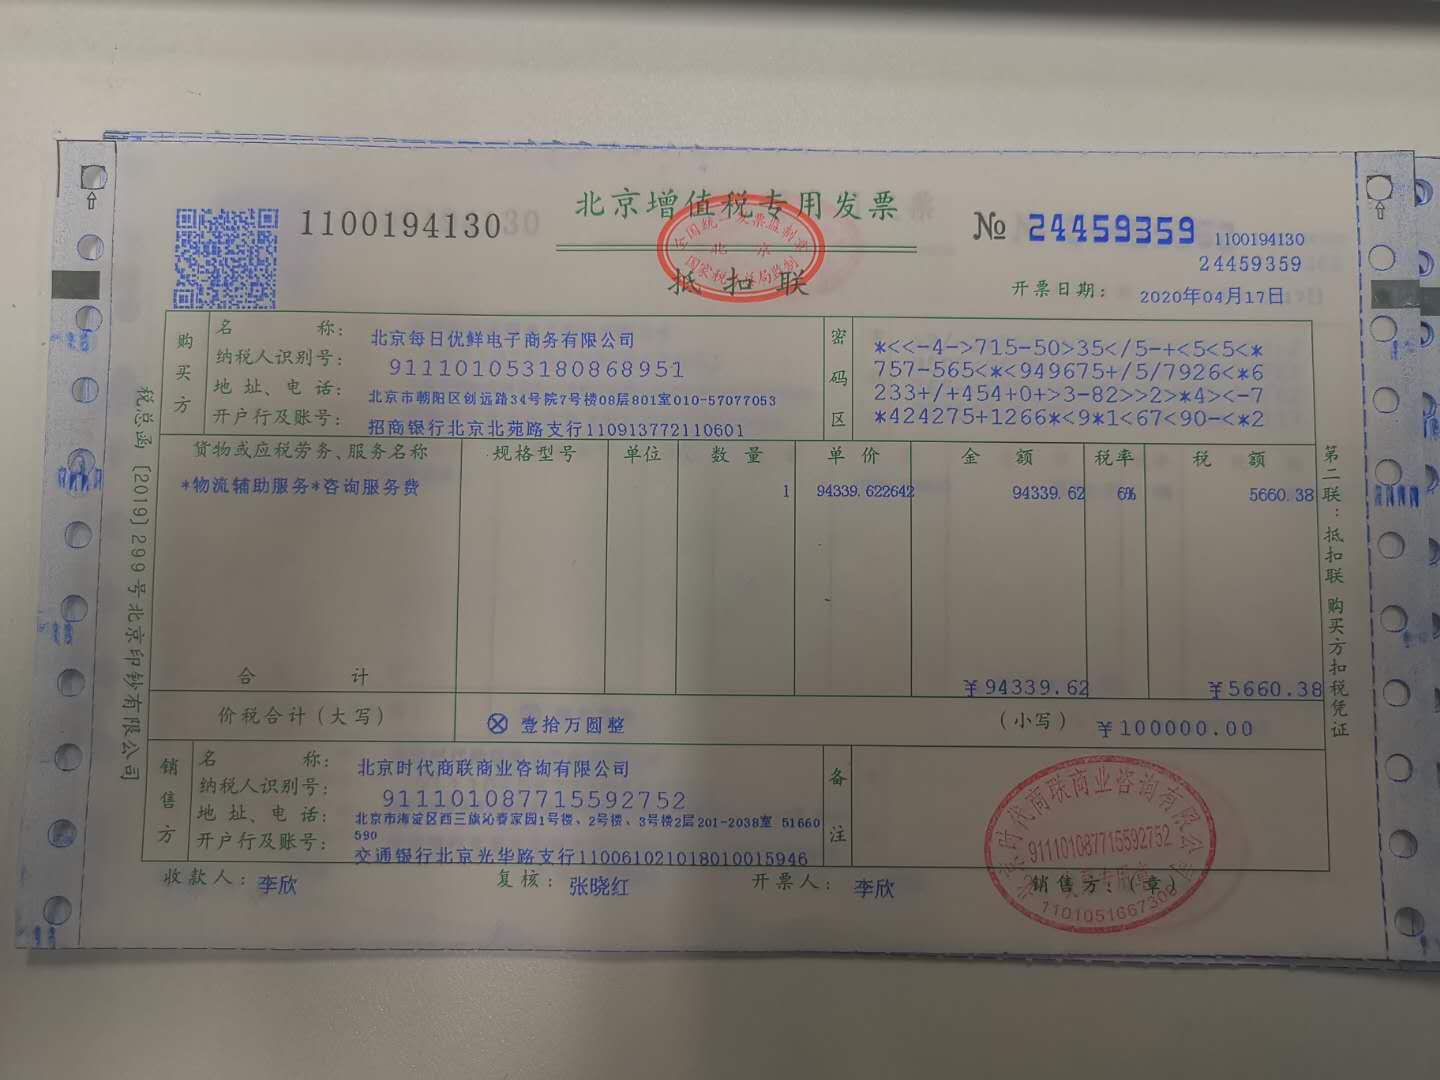 北京增值税专用发票
抵扣联
1100194130
№ 24459359
1100194130
24459359
开票日期: 2020年04月17日
全国统一发票监制章
北京
国家税务总局监制
税总函[2019]299号北京印钞有限公司
购买方
名称: 北京每日优鲜电子商务有限公司
纳税人识别号: 911101053180868951
地址、电话: 北京市朝阳区创远路34号院7号楼08层801室010-57077053
开户行及账号: 招商银行北京北苑路支行110913772110601
密码区
*<<-4->715-50>35</5-+<5<5<*
757-565<*<949675+/5/7926<*6
233+/+454+0+>3-82>>2>*4><-7
*424275+1266*<9*1<67<90-<*2
货物或应税劳务、服务名称 规格型号 单位 数量 单价 金额 税率 税额
*物流辅助服务*咨询服务费 1 94339.622642 94339.62 6% 5660.38
合计 ¥94339.62 ¥5660.38
价税合计(大写) ⊗壹拾万圆整 (小写) ¥100000.00
销售方
名称: 北京时代商联商业咨询有限公司
纳税人识别号: 911101087715592752
地址、电话: 北京市海淀区西三旗沁春家园1号楼、2号楼、3号楼2层201-2038室 51660
590
开户行及账号: 交通银行北京光华路支行110061021018010015946
备注
收款人: 李欣 复核: 张晓红 开票人: 李欣 销售方:(章)
北京时代商联商业咨询有限公司
911101087715592752
发票专用章
第二联:抵扣联 购买方扣税凭证